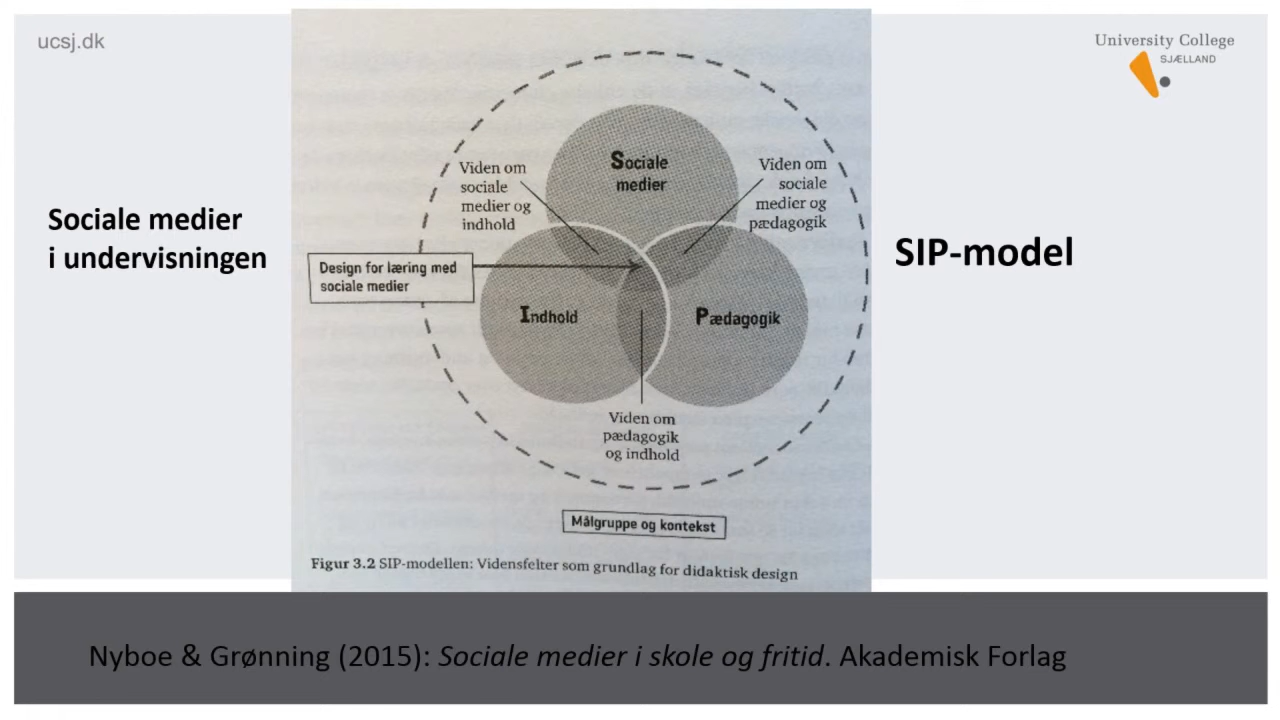 ucsj.dk
University College
SJÆLLAND
Sociale medier
i undervisningen
SIP-model
Sociale
medier
Viden om
sociale
medier og
indhold
Viden om
sociale
medier og
pædagogik
Design for læring med
sociale medier
Indhold
Pædagogik
Viden om
pædagogik
og indhold
Målgruppe og kontekst
Figur 3.2 SIP-modellen: Vidensfelter som grundlag for didaktisk design
Nyboe & Grønning (2015): Sociale medier i skole og fritid. Akademisk Forlag